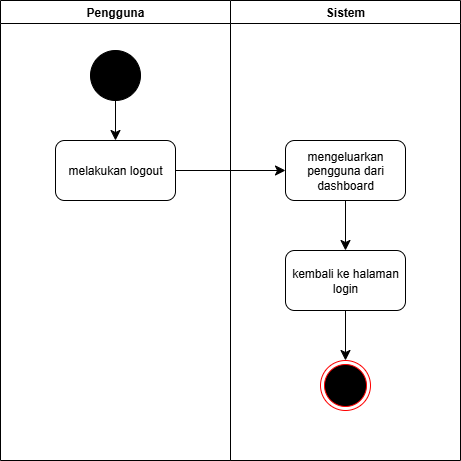 Pengguna
Sistem
melakukan logout
mengeluarkan
pengguna dari
dashboard
kembali ke halaman
login